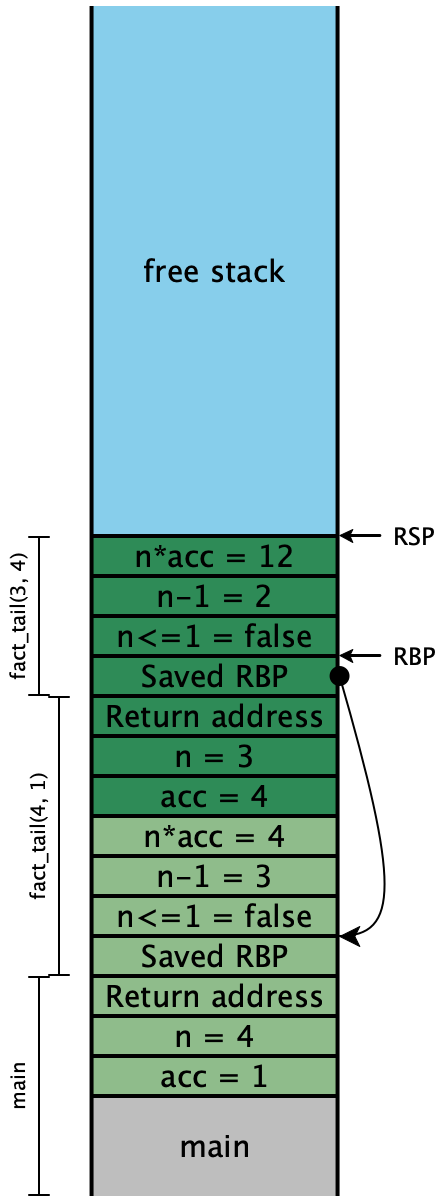 free stack
RSP
n*acc = 12
n-1 = 2
n<=1 = false
RBP
Saved RBP
Return address
n = 3
acc = 4
n*acc = 4
n-1 = 3
n<=1 = false
Saved RBP
Return address
n = 4
acc = 1
main
fact_tail(3, 4)
fact_tail(4, 1)
main